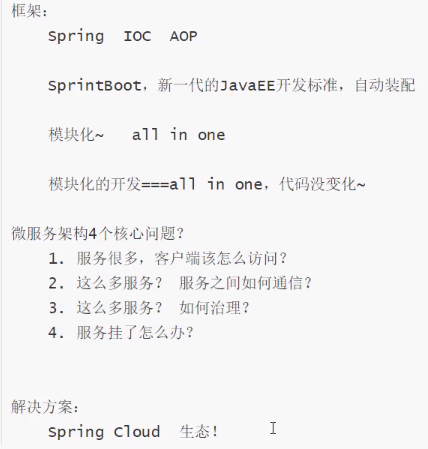 框架：
Spring IOC AOP
SprintBoot，新一代的JavaEE开发标准，自动装配
模块化~ all in one
模块化的开发===all in one，代码没变化~
微服务架构4个核心问题？
1. 服务很多，客户端该怎么访问？
2. 这么多服务？ 服务之间如何通信？
3. 这么多服务？ 如何治理？
4. 服务挂了怎么办？
解决方案：
Spring Cloud 生态！